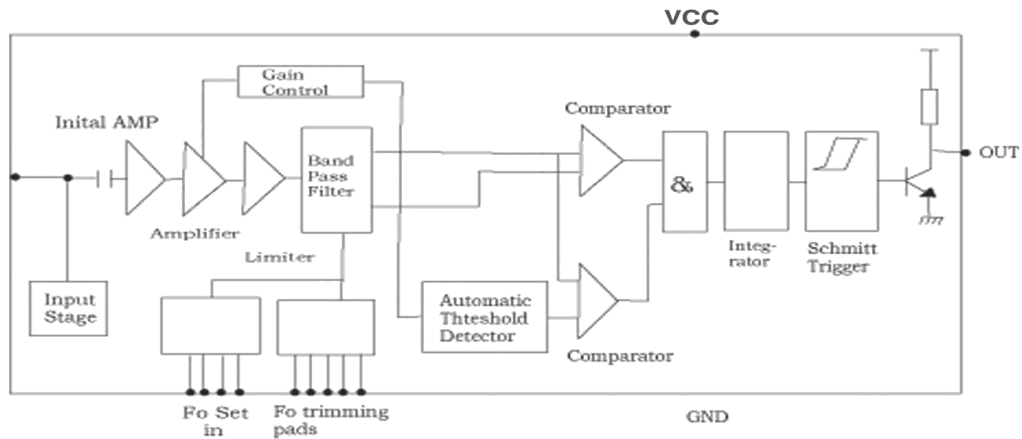 VCC
Gain
Control
Inital AMP
Comparator
Band
Pass
Filter
&
OUT
Amplifier
Limiter
Integ-
rator
Schmitt
Trigger
Input
Stage
Automatic
Thteshold
Detector
Comparator
Fo Set
in
Fo trimming
pads
GND